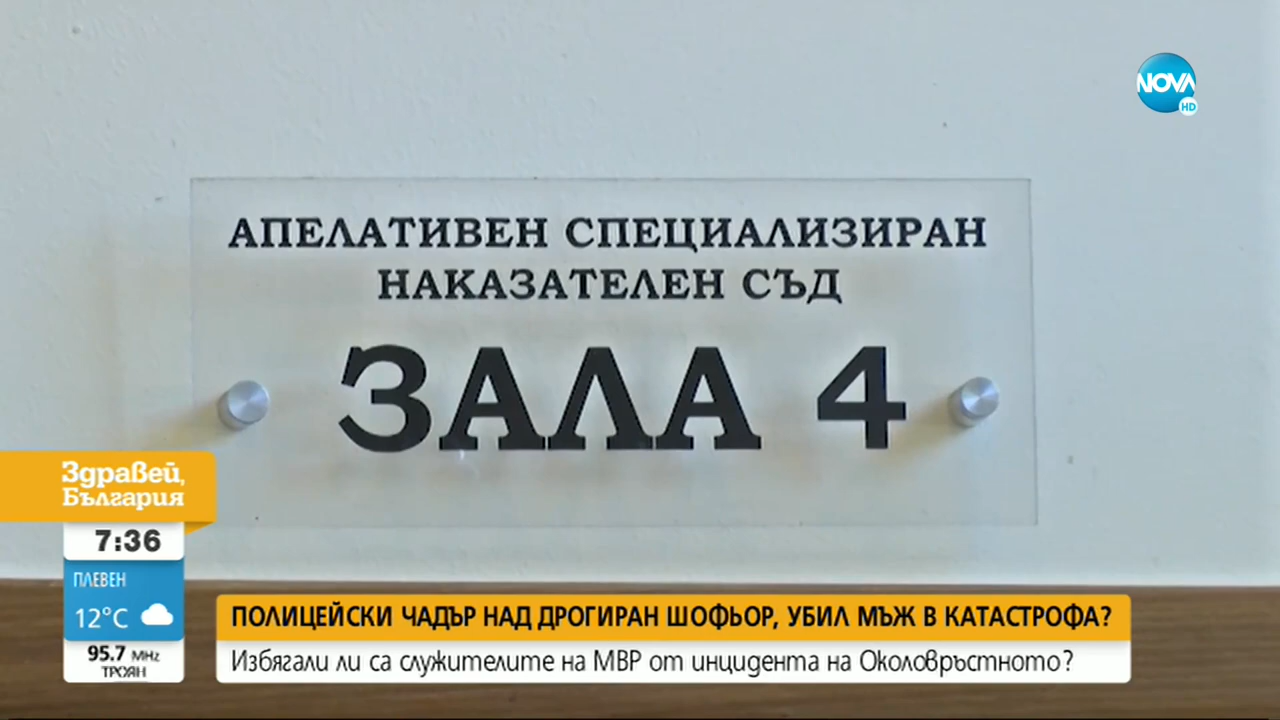 NOVA
HD
АПЕЛАТИВЕН СПЕЦИАЛИЗИРАН
НАКАЗАТЕЛЕН СЪД
ЗАЛА 4
Здравей,
България
7:36
ПЛЕВЕН
12°C
95.7 MHz
ТРОЯН
ПОЛИЦЕЙСКИ ЧАДЪР НАД ДРОГИРАН ШОФЬОР, УБИЛ МЪЖ В КАТАСТРОФА?
Избягали ли са служителите на МВР от инцидента на Околовръстното?